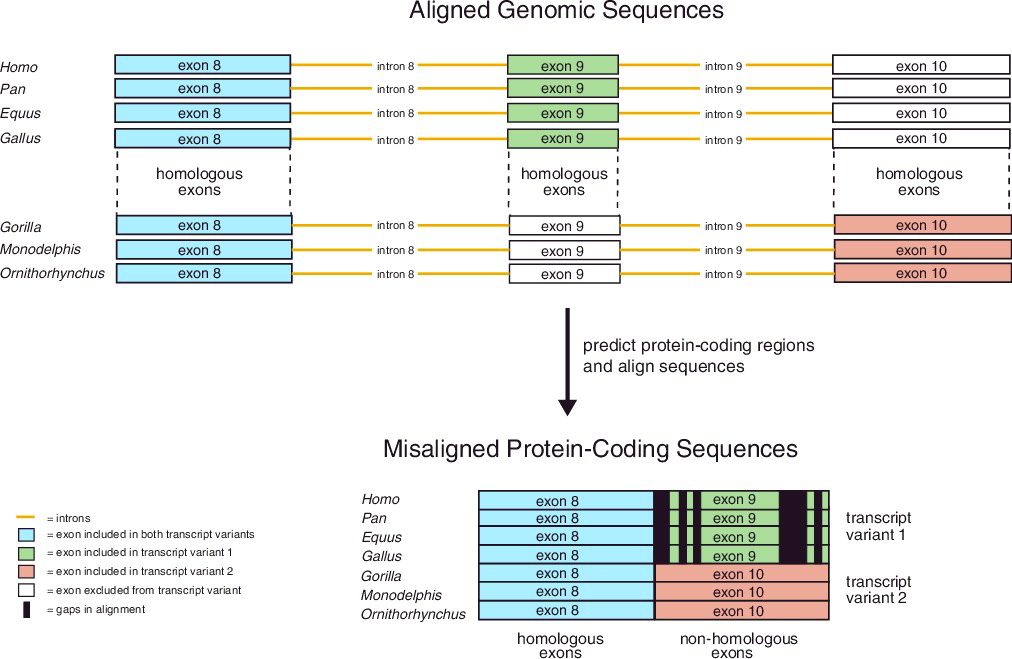 Aligned Genomic Sequences
Homo exon 8 intron 8 exon 9 intron 9 exon 10
Pan exon 8 intron 8 exon 9 intron 9 exon 10
Equus exon 8 intron 8 exon 9 intron 9 exon 10
Gallus exon 8 intron 8 exon 9 intron 9 exon 10
homologous exons homologous exons homologous exons
Gorilla exon 8 intron 8 exon 9 intron 9 exon 10
Monodelphis exon 8 intron 8 exon 9 intron 9 exon 10
Ornithorhynchus exon 8 intron 8 exon 9 intron 9 exon 10
predict protein-coding regions
and align sequences
Misaligned Protein-Coding Sequences
Homo exon 8 exon 9
Pan exon 8 exon 9
Equus exon 8 exon 9
Gallus exon 8 exon 9
transcript
variant 1
Gorilla exon 8 exon 10
Monodelphis exon 8 exon 10
Ornithorhynchus exon 8 exon 10
transcript
variant 2
homologous
exons
non-homologous
exons
= introns
= exon included in both transcript variants
= exon included in transcript variant 1
= exon included in transcript variant 2
= exon excluded from transcript variant
= gaps in alignment